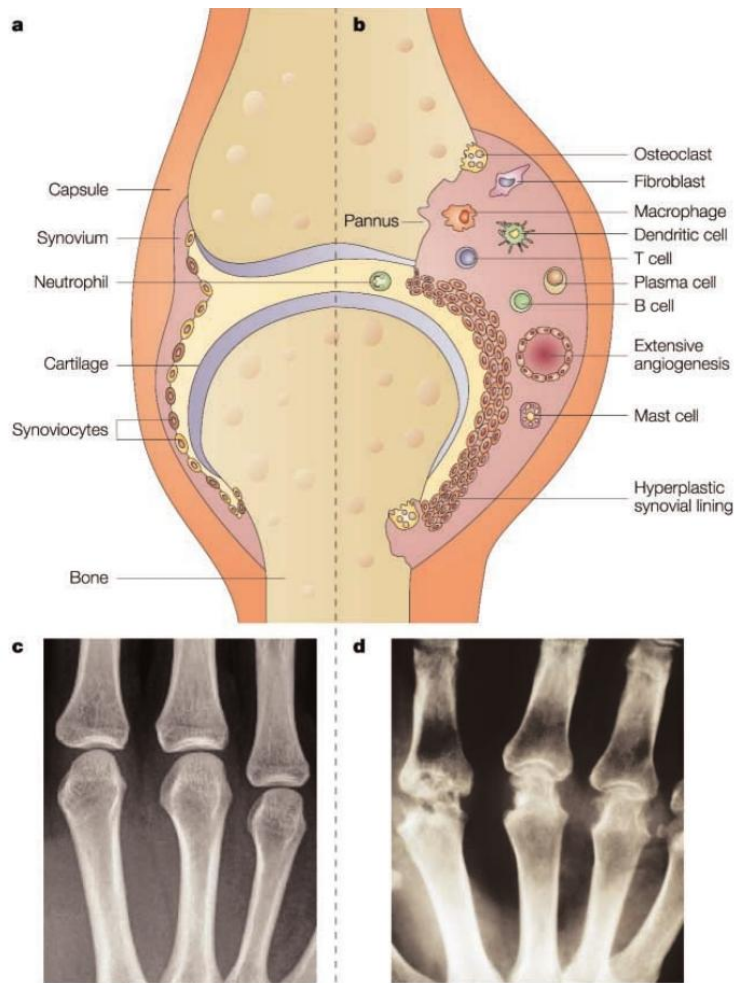 a
b
Capsule
Synovium
Neutrophil
Cartilage
Synoviocytes
Bone
Pannus
Osteoclast
Fibroblast
Macrophage
Dendritic cell
T cell
Plasma cell
B cell
Extensive
angiogenesis
Mast cell
Hyperplastic
synovial lining
c
d